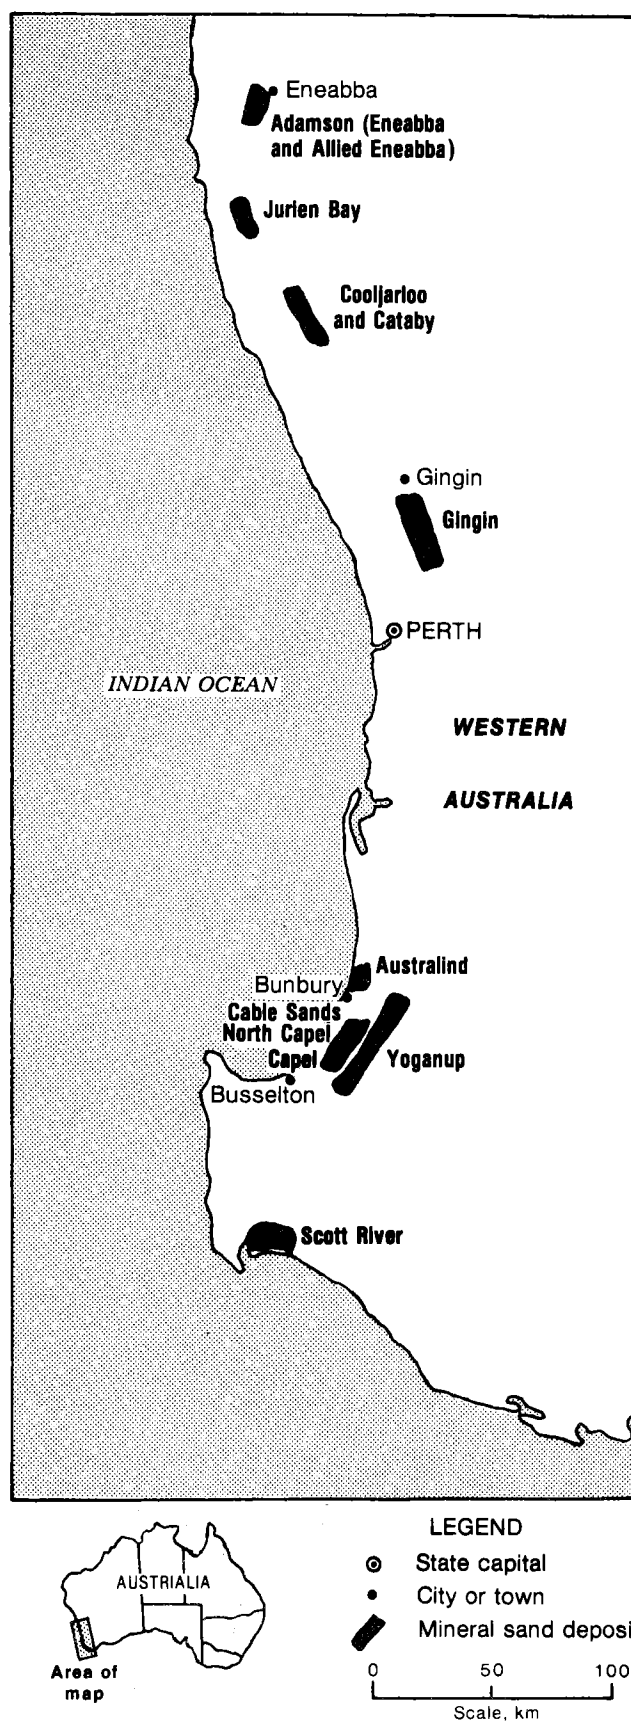 Eneabba
Adamson (Eneabba
and Allied Eneabba)
Jurien Bay
Cooljarloo
and Cataby
Gingin
Gingin
PERTH
INDIAN OCEAN
WESTERN
AUSTRALIA
Australind
Bunbury
Cable Sands
North Capel
Capel
Yoganup
Busselton
Scott River
LEGEND
State capital
City or town
Mineral sand deposi
AUSTRIALIA
Area of
map
0 50 100
Scale, km